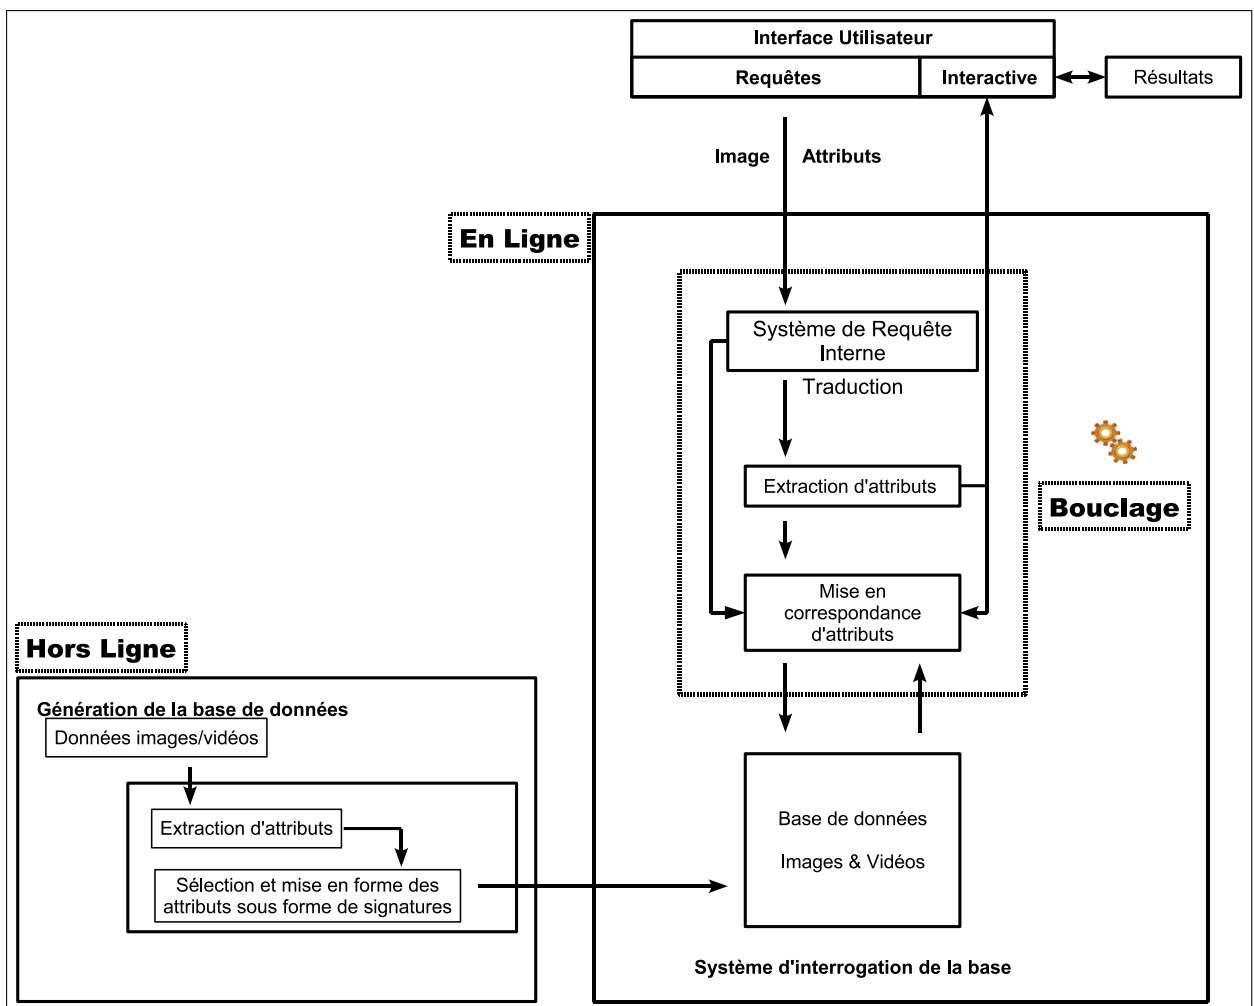 Interface Utilisateur
Requêtes
Interactive
Résultats
Image
Attributs
En Ligne
Système de Requête
Interne
Traduction
Extraction d'attributs
Bouclage
Mise en
correspondance
d'attributs
Hors Ligne
Génération de la base de données
Données images/vidéos
Extraction d'attributs
Sélection et mise en forme des
attributs sous forme de signatures
Base de données
Images & Vidéos
Système d'interrogation de la base